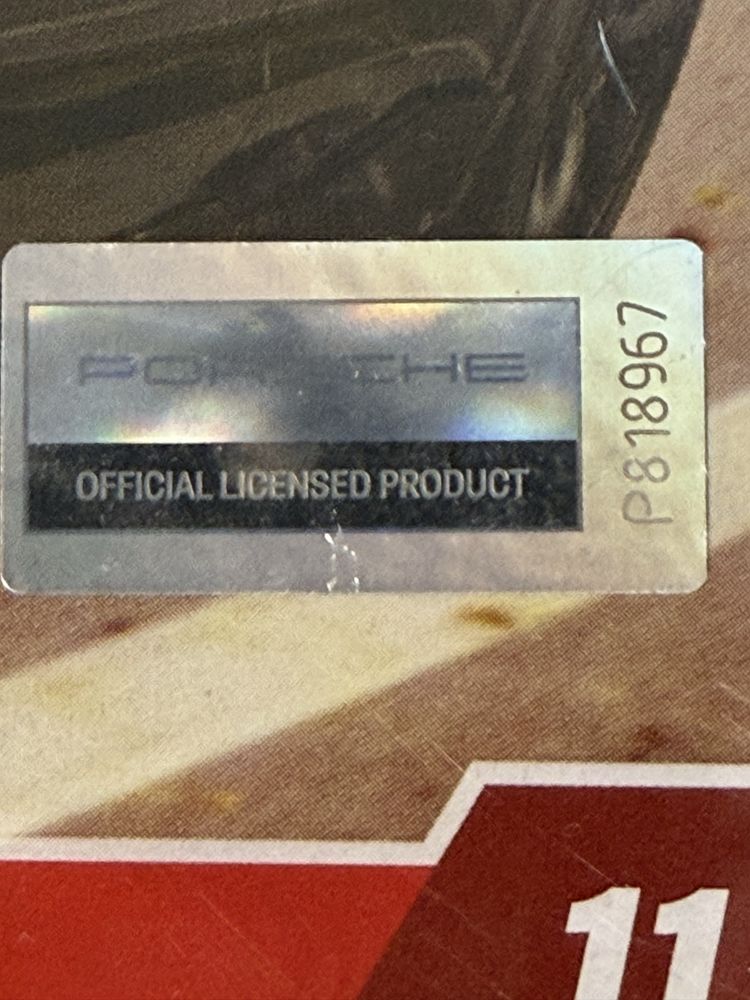 PORSCHE
OFFICIAL LICENSED PRODUCT
P818967
11